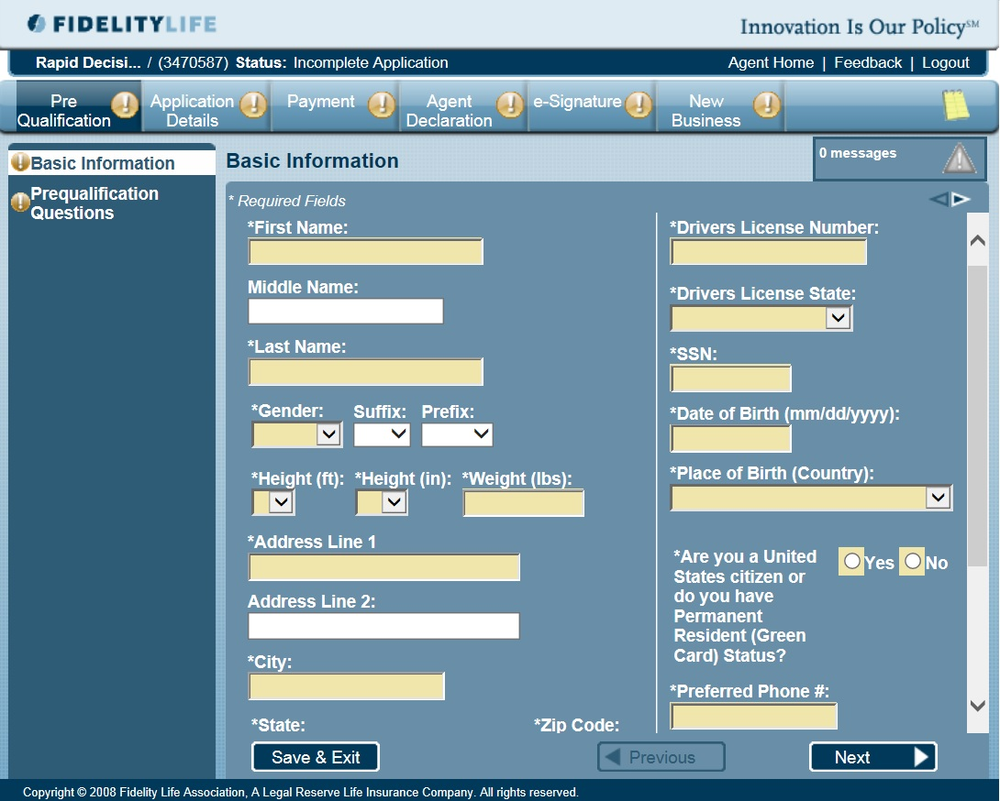 FIDELITYLIFE
Innovation Is Our Policy℠
Rapid Decisi... / (3470587) Status: Incomplete Application
Agent Home | Feedback | Logout
Pre Qualification
Application Details
Payment
Agent Declaration
e-Signature
New Business
Basic Information
Prequalification
Questions
Basic Information
0 messages
* Required Fields
*First Name:
Middle Name:
*Last Name:
*Gender: Suffix: Prefix:
*Height (ft): *Height (in): *Weight (lbs):
*Address Line 1
Address Line 2:
*City:
*State: *Zip Code:
*Drivers License Number:
*Drivers License State:
*SSN:
*Date of Birth (mm/dd/yyyy):
*Place of Birth (Country):
*Are you a United
States citizen or
do you have
Permanent
Resident (Green
Card) Status?
Yes No
*Preferred Phone #:
Save & Exit
Previous
Next
Copyright © 2008 Fidelity Life Association, A Legal Reserve Life Insurance Company. All rights reserved.